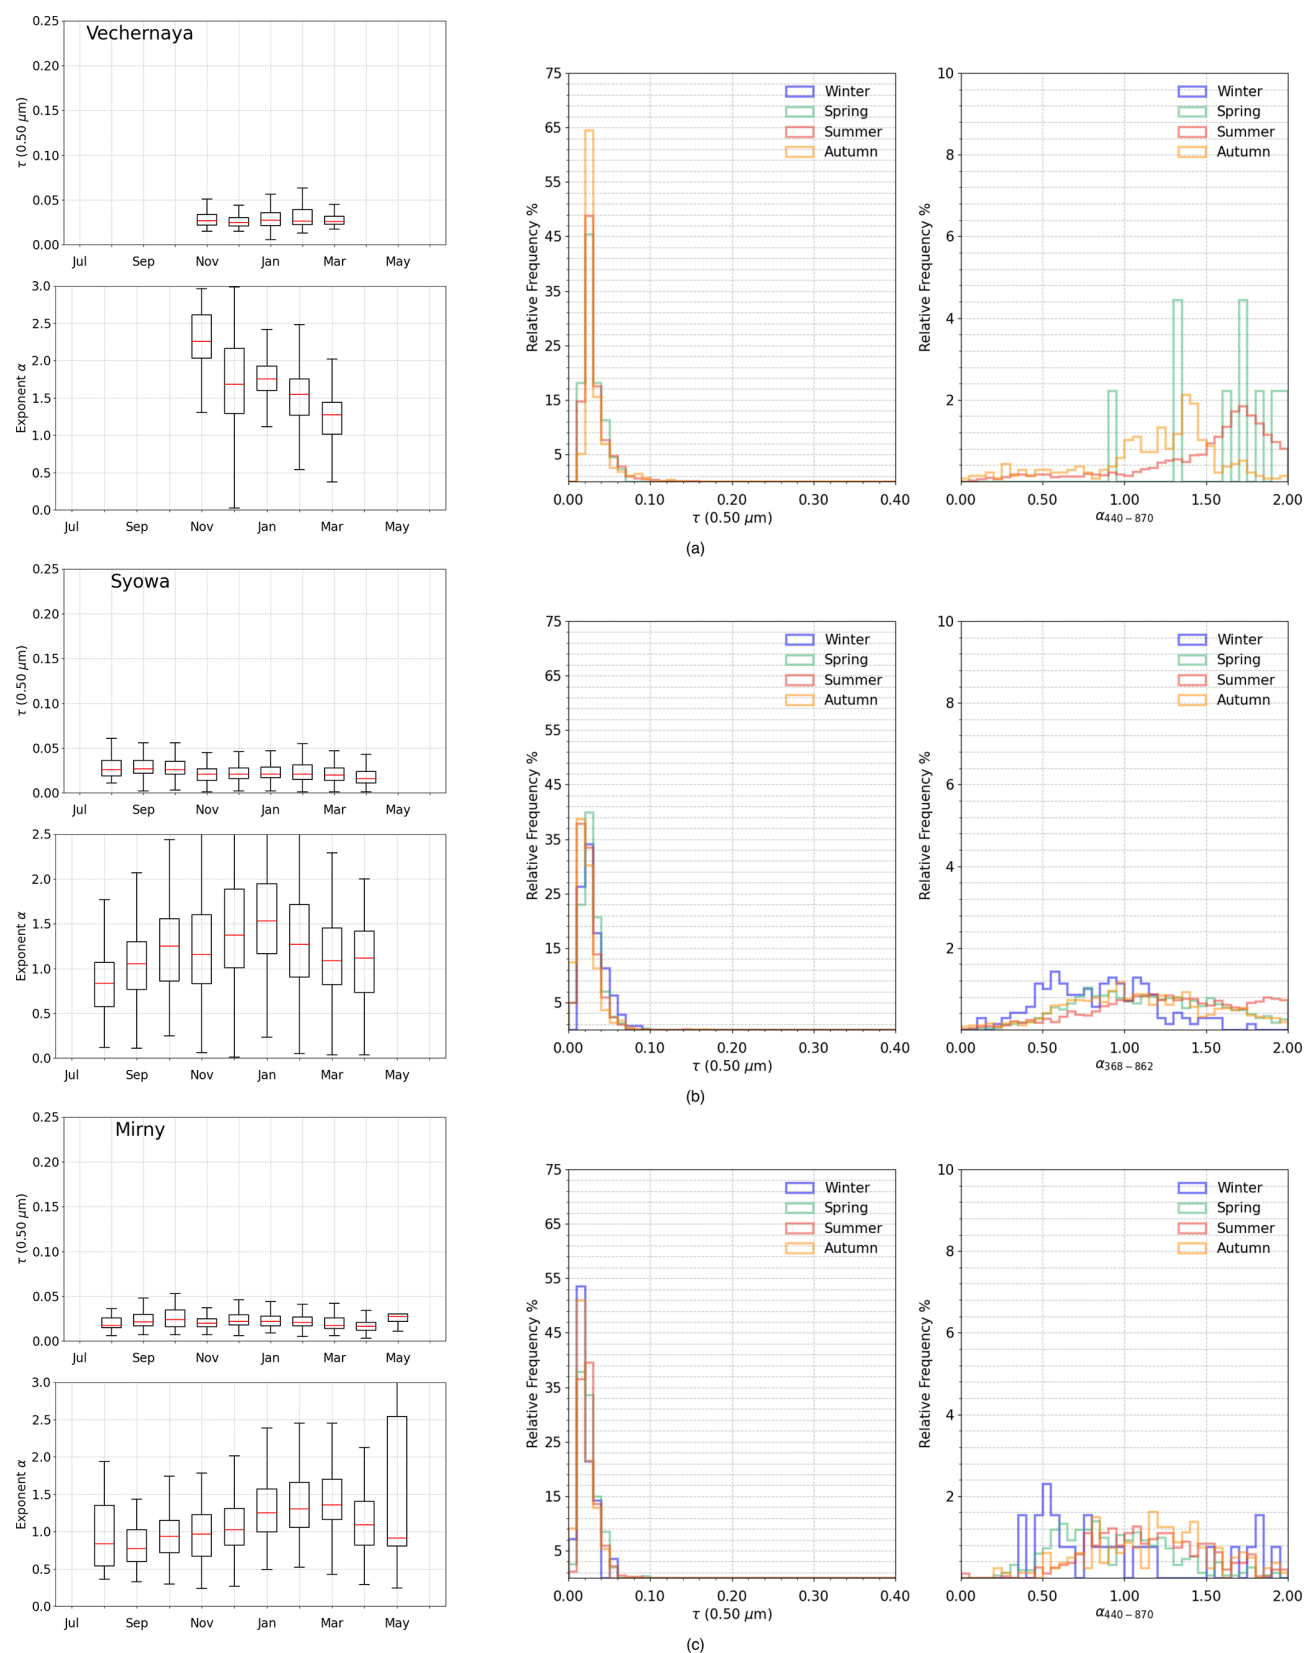 Vechernaya
τ (0.50 μm)
0.25
0.20
0.15
0.10
0.05
0.00
Jul Sep Nov Jan Mar May
Exponent α
3.0
2.5
2.0
1.5
1.0
0.5
0.0
Jul Sep Nov Jan Mar May
Relative Frequency %
75
65
55
45
35
25
15
5
Winter
Spring
Summer
Autumn
0.00 0.10 0.20 0.30 0.40
τ (0.50 μm)
Relative Frequency %
10
8
6
4
2
Winter
Spring
Summer
Autumn
0.00 0.50 1.00 1.50 2.00
α440−870
(a)
Syowa
τ (0.50 μm)
0.25
0.20
0.15
0.10
0.05
0.00
Jul Sep Nov Jan Mar May
Exponent α
2.5
2.0
1.5
1.0
0.5
0.0
Jul Sep Nov Jan Mar May
Relative Frequency %
75
65
55
45
35
25
15
5
Winter
Spring
Summer
Autumn
0.00 0.10 0.20 0.30 0.40
τ (0.50 μm)
Relative Frequency %
10
8
6
4
2
Winter
Spring
Summer
Autumn
0.00 0.50 1.00 1.50 2.00
α368−862
(b)
Mirny
τ (0.50 μm)
0.25
0.20
0.15
0.10
0.05
0.00
Jul Sep Nov Jan Mar May
Exponent α
3.0
2.5
2.0
1.5
1.0
0.5
0.0
Jul Sep Nov Jan Mar May
Relative Frequency %
75
65
55
45
35
25
15
5
Winter
Spring
Summer
Autumn
0.00 0.10 0.20 0.30 0.40
τ (0.50 μm)
Relative Frequency %
10
8
6
4
2
Winter
Spring
Summer
Autumn
0.00 0.50 1.00 1.50 2.00
α440−870
(c)